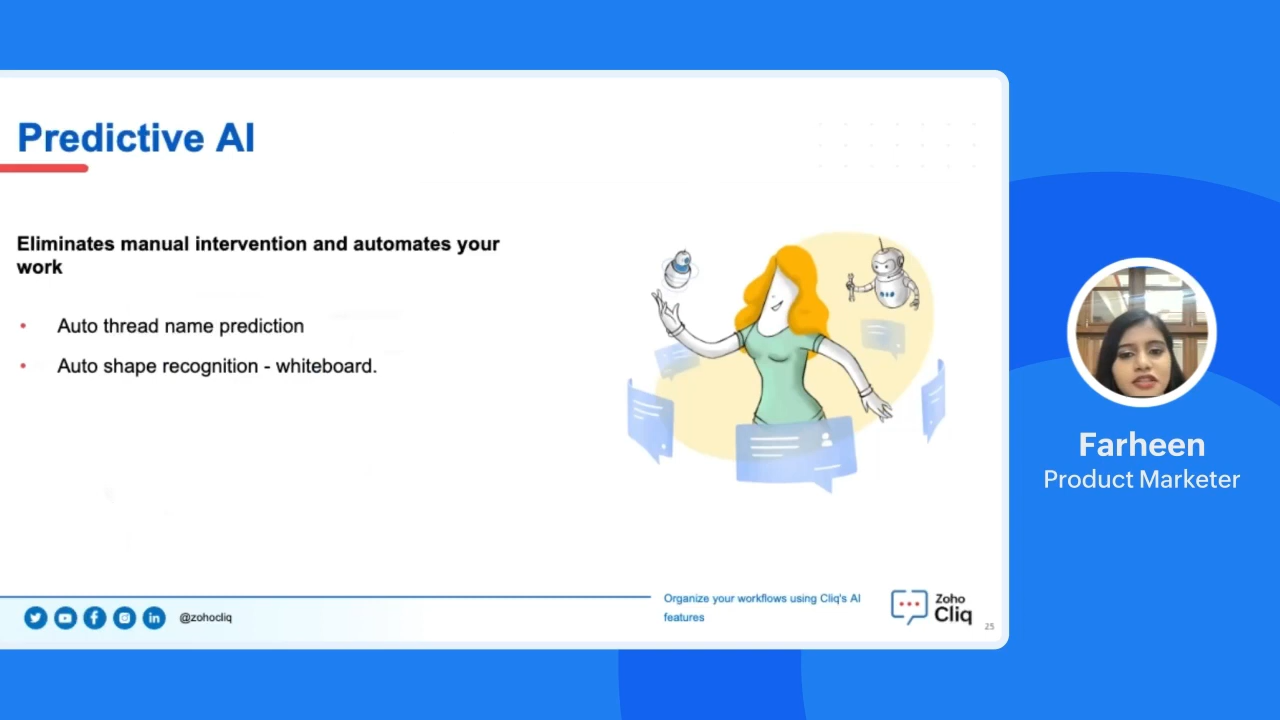 Predictive AI
Eliminates manual intervention and automates your
work
• Auto thread name prediction
• Auto shape recognition - whiteboard.
@zohocliq
Organize your workflows using Cliq's AI
features
Zoho
Cliq
25
Farheen
Product Marketer